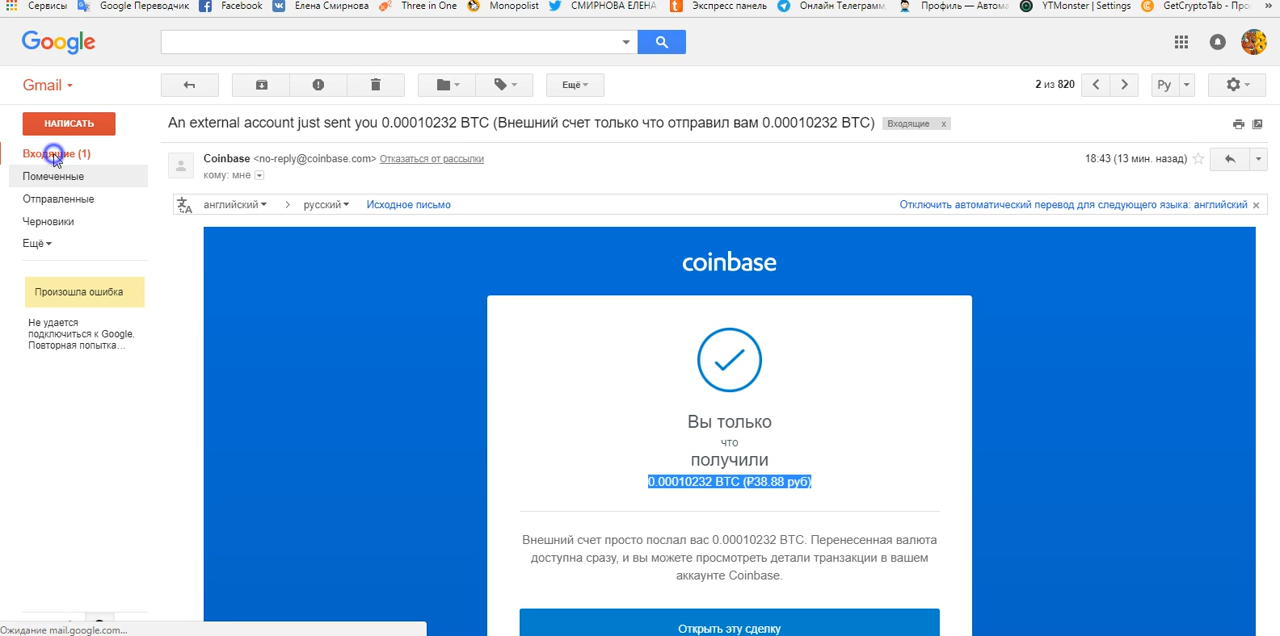 Сервисы Google Переводчик Facebook Елена Смирнова Three in One Monopolist СМИРНОВА ЕЛЕНА Экспресс панель Онлайн Телеграмм, Профиль — Автома YTMonster | Settings GetCryptoTab - Про »
Google
Gmail
Ещё
2 из 820
Ру
НАПИСАТЬ
An external account just sent you 0.00010232 BTC (Внешний счет только что отправил вам 0.00010232 BTC)
Входящие x
Входящие (1)
Помеченные
Отправленные
Черновики
Ещё
Coinbase <no-reply@coinbase.com> Отказаться от рассылки
18:43 (13 мин. назад)
кому: мне
английский > русский Исходное письмо
Отключить автоматический перевод для следующего языка: английский x
Произошла ошибка
Не удается
подключиться к Google.
Повторная попытка…
coinbase
Вы только
что
получили
0.00010232 BTC (₽38.88 руб)
Внешний счет просто послал вас 0.00010232 BTC. Перенесенная валюта
доступна сразу, и вы можете просмотреть детали транзакции в вашем
аккаунте Coinbase.
Открыть эту сделку
Ожидание mail.google.com...